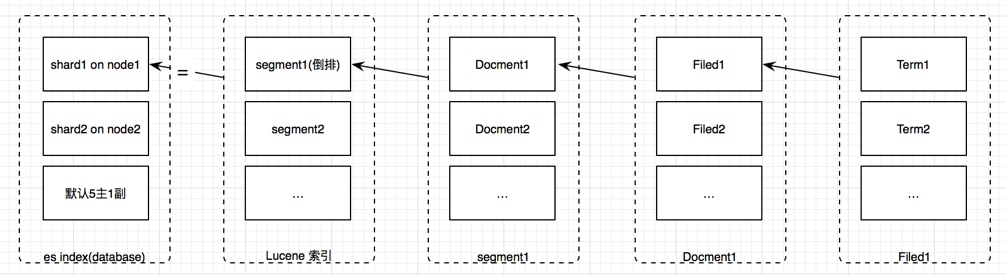 shard1 on node1
shard2 on node2
默认5主1副
es index(database)
=
segment1(倒排)
segment2
...
Lucene 索引
Docment1
Docment2
...
segment1
Filed1
Filed2
...
Docment1
Term1
Term2
...
Filed1